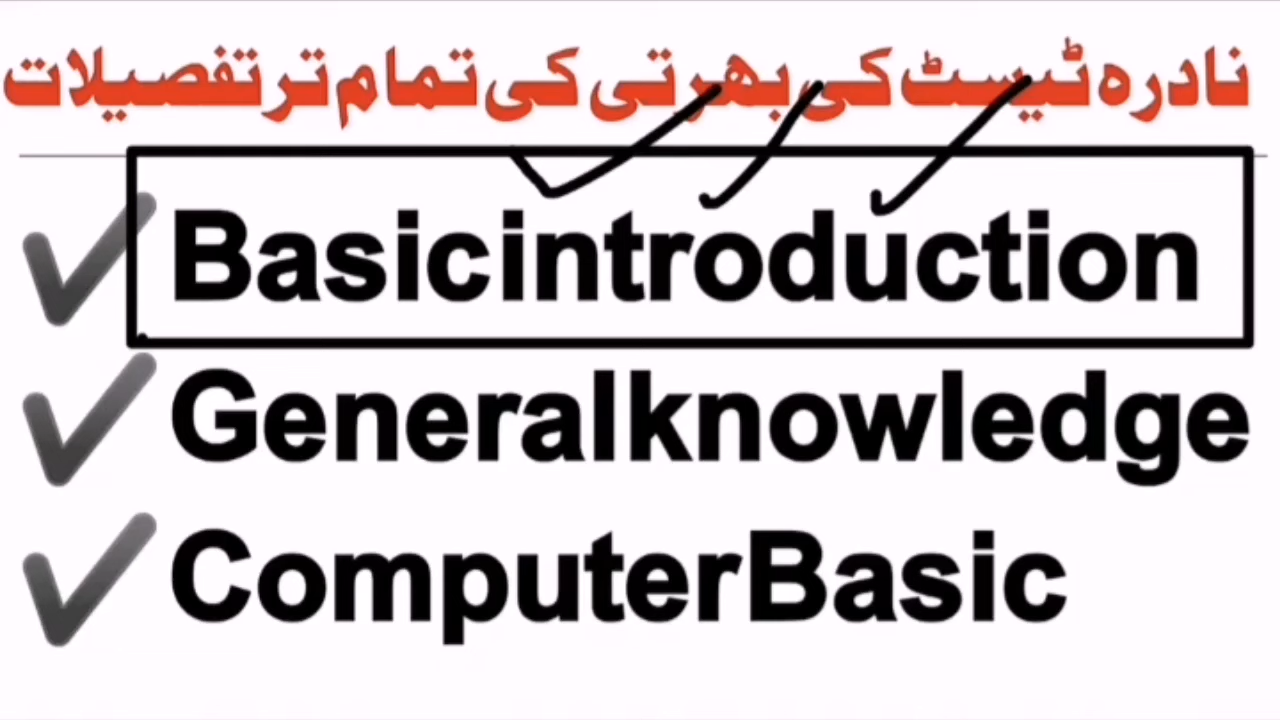 نادرہ ٹیسٹ کی بھرتی کی تمام تر تفصیلات
Basicintroduction
Generalknowledge
ComputerBasic